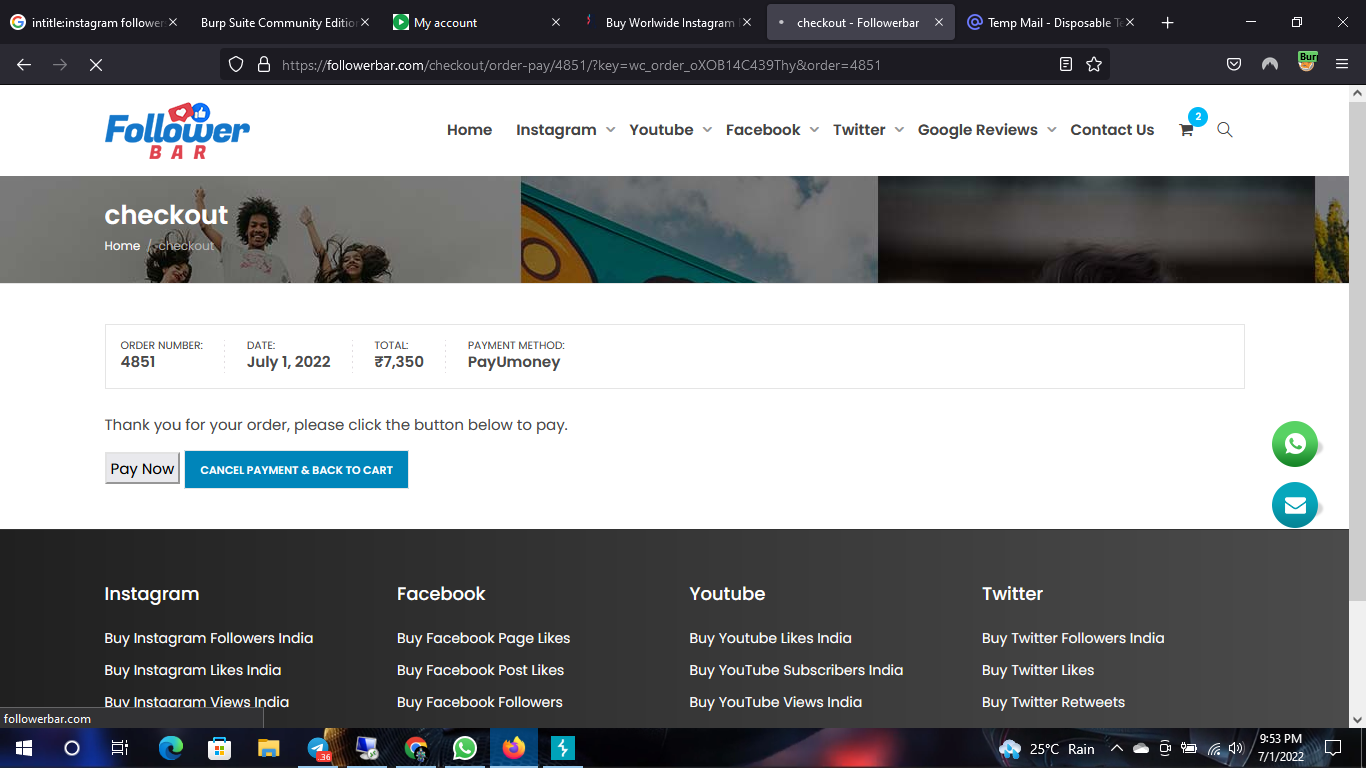 intitle:instagram followers
Burp Suite Community Edition
My account
Buy Worlwide Instagram
checkout - Followerbar
Temp Mail - Disposable Te
https://followerbar.com/checkout/order-pay/4851/?key=wc_order_oXOB14C439Thy&order=4851
Bur
Follower
BAR
Home
Instagram
Youtube
Facebook
Twitter
Google Reviews
Contact Us
2
checkout
Home / checkout
ORDER NUMBER:
4851
DATE:
July 1, 2022
TOTAL:
₹7,350
PAYMENT METHOD:
PayUmoney
Thank you for your order, please click the button below to pay.
Pay Now
CANCEL PAYMENT & BACK TO CART
Instagram
Buy Instagram Followers India
Buy Instagram Likes India
Buy Instagram Views India
Facebook
Buy Facebook Page Likes
Buy Facebook Post Likes
Buy Facebook Followers
Youtube
Buy Youtube Likes India
Buy YouTube Subscribers India
Buy YouTube Views India
Twitter
Buy Twitter Followers India
Buy Twitter Likes
Buy Twitter Retweets
followerbar.com
36
25°C Rain
9:53 PM
7/1/2022